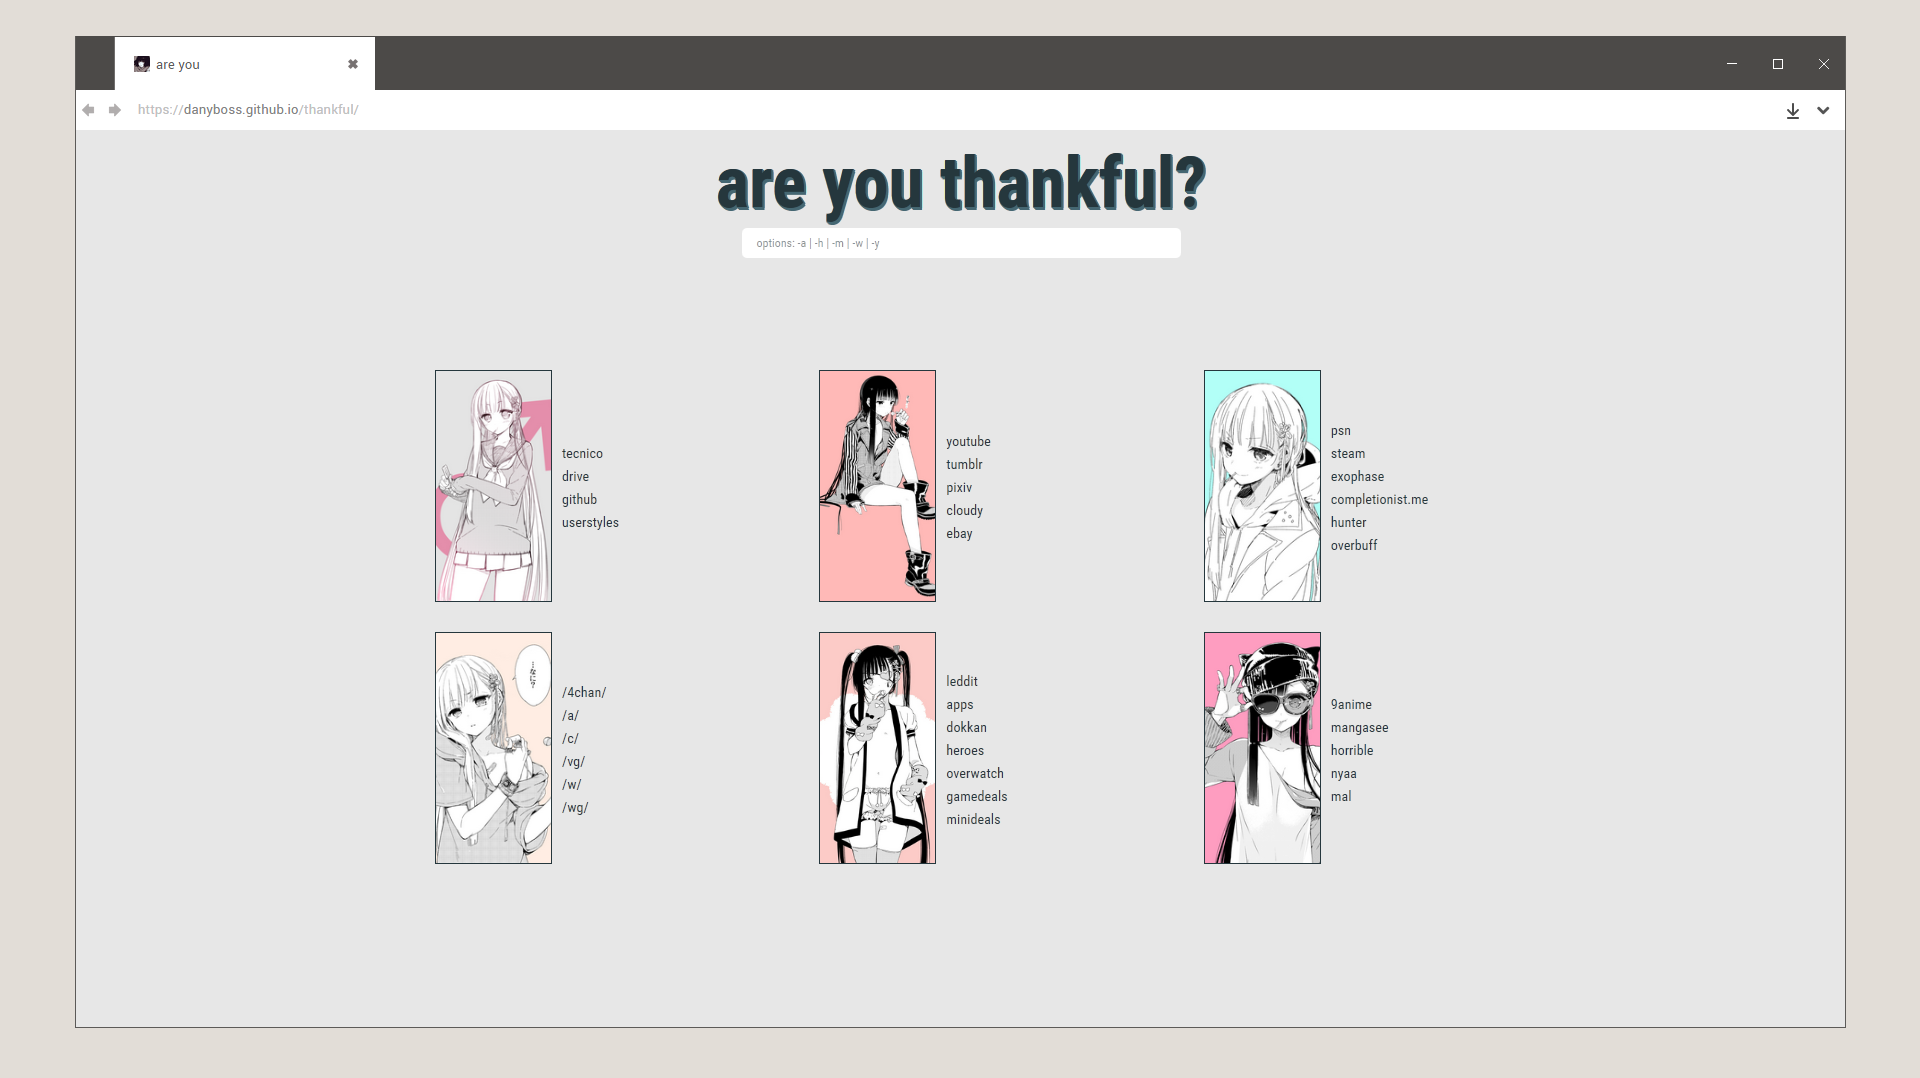 are you
https://danyboss.github.io/thankful/
are you thankful?
options: -a | -h | -m | -w | -y
tecnico
drive
github
userstyles
youtube
tumblr
pixiv
cloudy
ebay
psn
steam
exophase
completionist.me
hunter
overbuff
…なに?
/4chan/
/a/
/c/
/vg/
/w/
/wg/
leddit
apps
dokkan
heroes
overwatch
gamedeals
minideals
9anime
mangasee
horrible
nyaa
mal